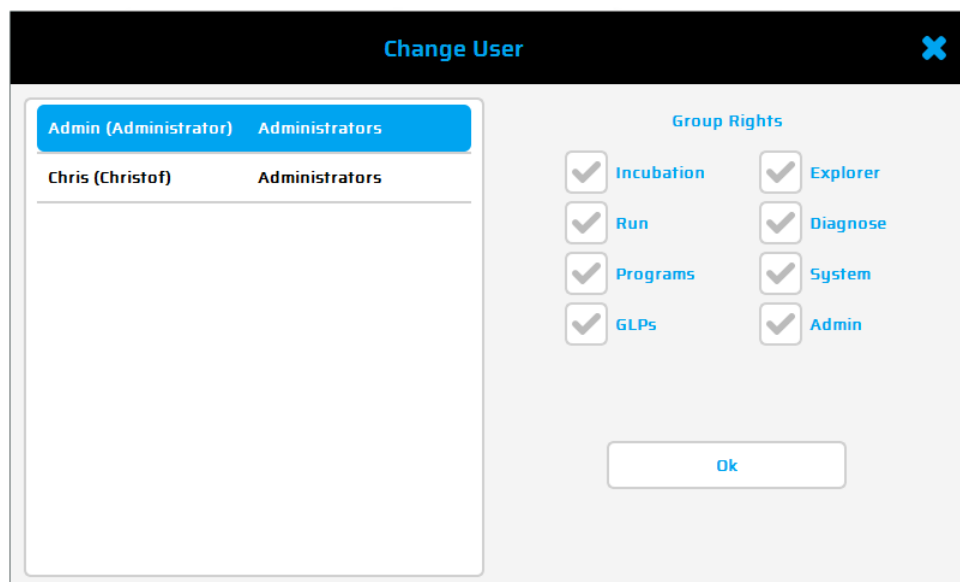 Change User
Admin (Administrator) Administrators
Chris (Christof) Administrators
Group Rights
Incubation Explorer
Run Diagnose
Programs System
GLPs Admin
Ok